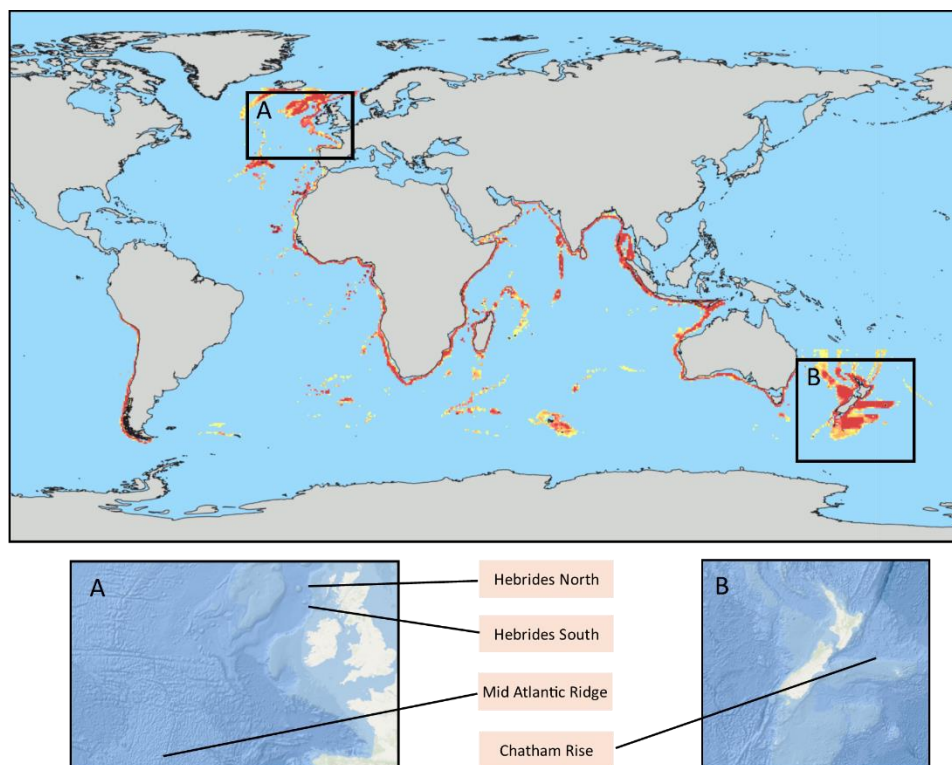 A
B
A
B
Hebrides North
Hebrides South
Mid Atlantic Ridge
Chatham Rise